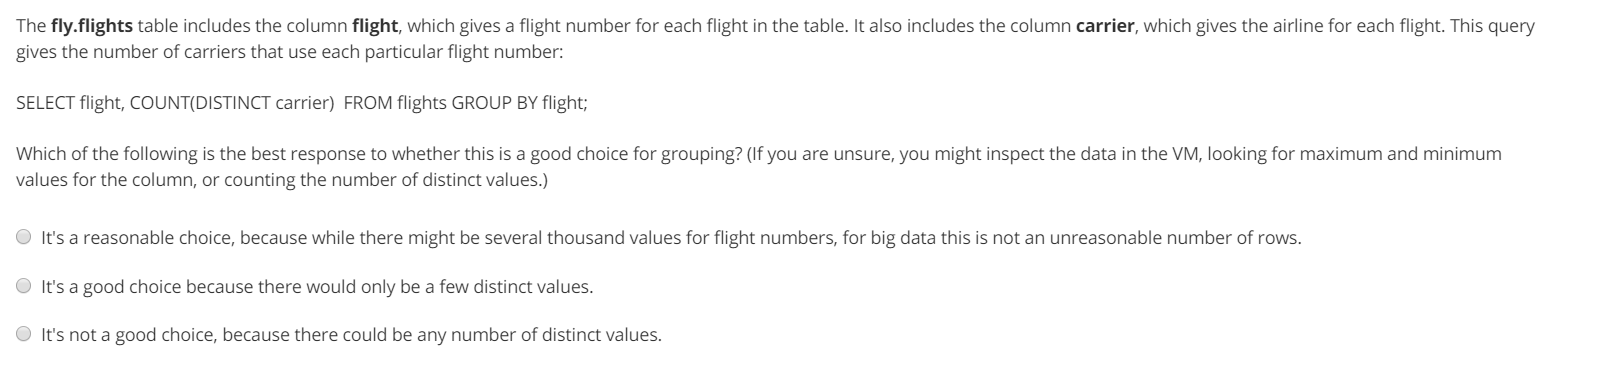 The fly.flights table includes the column flight, which gives a flight number for each flight in the table. It also includes the column carrier, which gives the airline for each flight. This query
gives the number of carriers that use each particular flight number:
SELECT flight, COUNT(DISTINCT carrier)  FROM flights GROUP BY flight;
Which of the following is the best response to whether this is a good choice for grouping? (If you are unsure, you might inspect the data in the VM, looking for maximum and minimum
values for the column, or counting the number of distinct values.)
It's a reasonable choice, because while there might be several thousand values for flight numbers, for big data this is not an unreasonable number of rows.
It's a good choice because there would only be a few distinct values.
It's not a good choice, because there could be any number of distinct values.